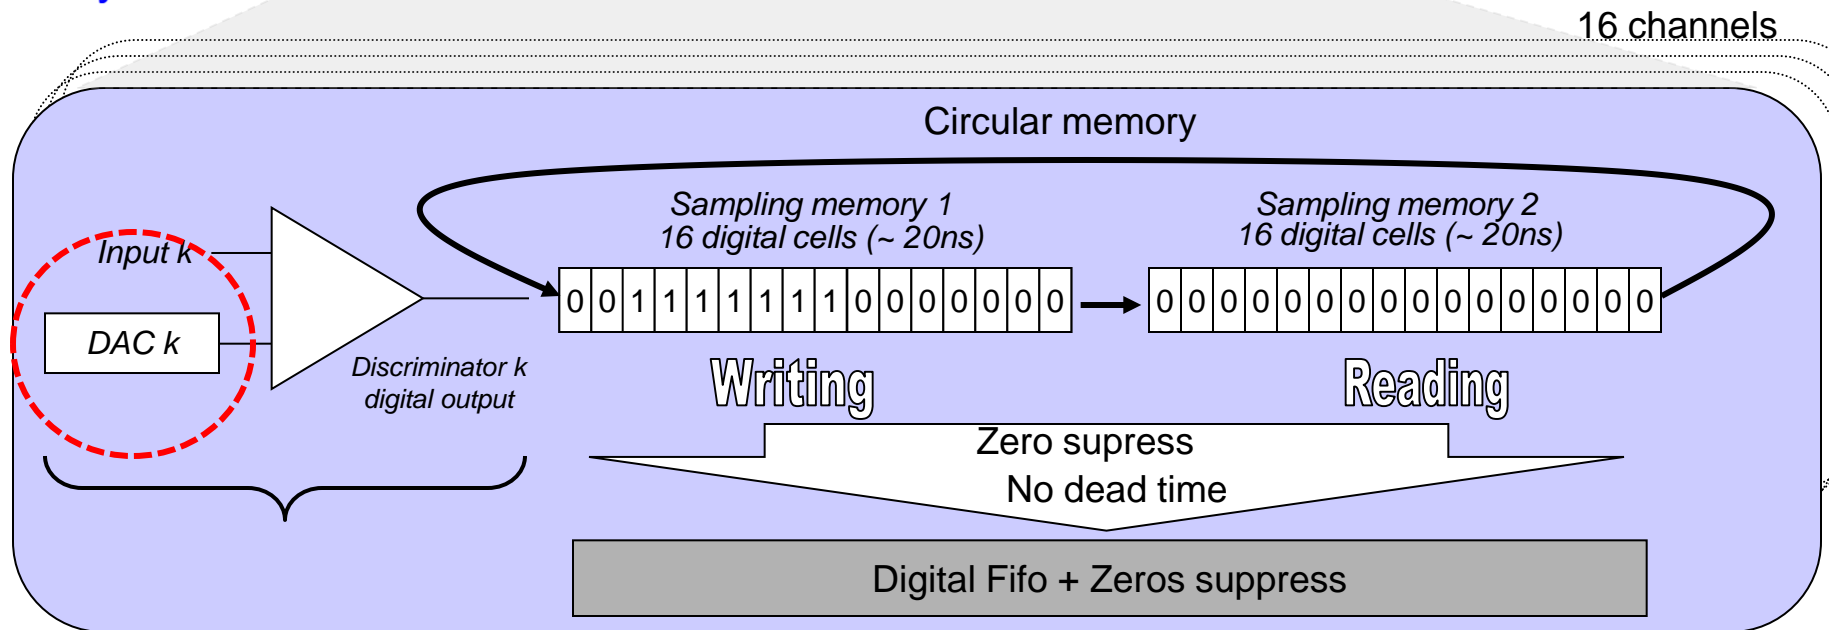 16 channels
Circular memory
Sampling memory 1
16 digital cells (~ 20ns)
Sampling memory 2
16 digital cells (~ 20ns)
Input k
DAC k
Discriminator k
digital output
0 0 1 1 1 1 1 1 1 0 0 0 0 0 0 0
0 0 0 0 0 0 0 0 0 0 0 0 0 0 0 0
Writing
Reading
Zero supress
No dead time
Digital Fifo + Zeros suppress